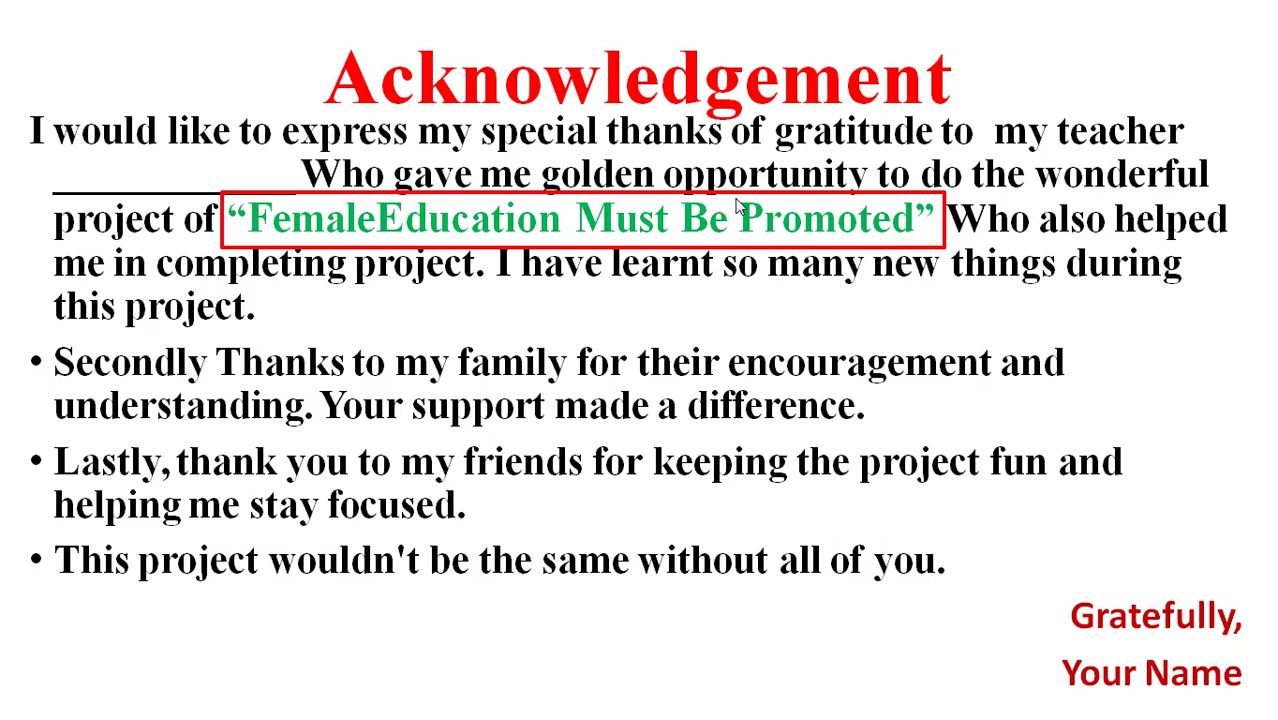 Acknowledgement
I would like to express my special thanks of gratitude to my teacher
____________ Who gave me golden opportunity to do the wonderful
project of “FemaleEducation Must Be Promoted” Who also helped
me in completing project. I have learnt so many new things during
this project.
• Secondly Thanks to my family for their encouragement and
understanding. Your support made a difference.
• Lastly, thank you to my friends for keeping the project fun and
helping me stay focused.
• This project wouldn't be the same without all of you.
Gratefully,
Your Name